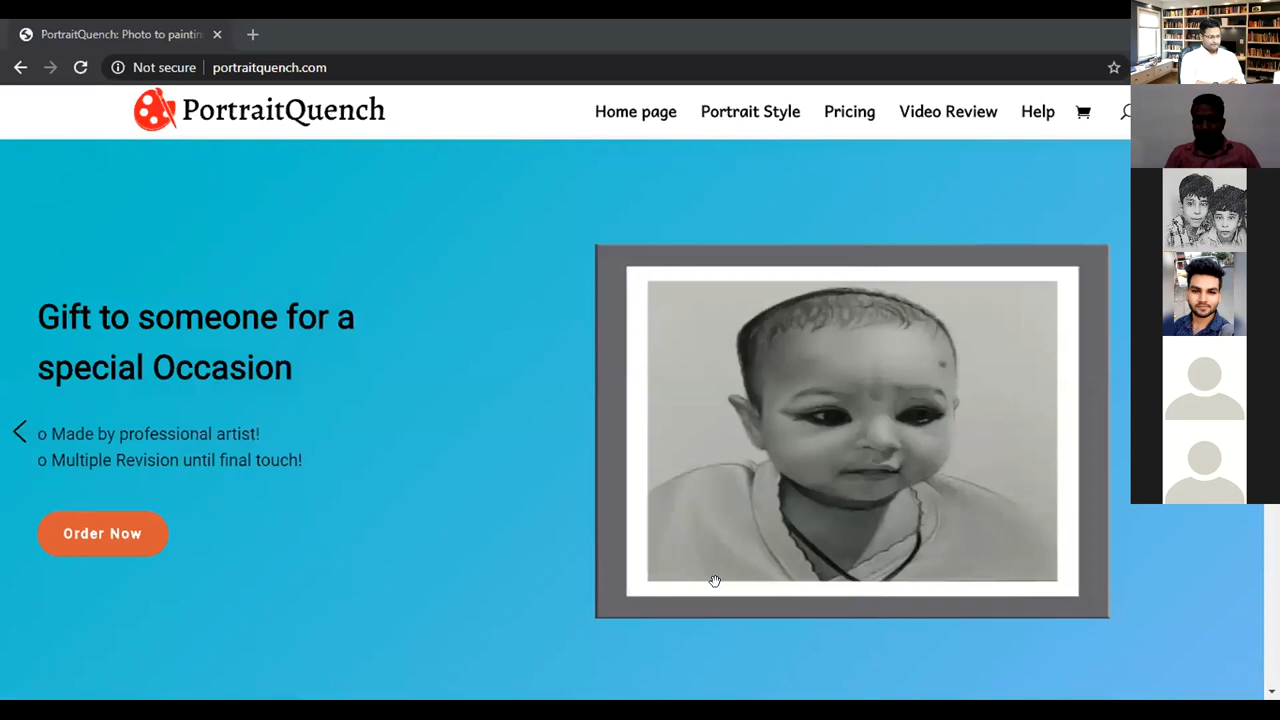 PortraitQuench: Photo to paintin
Not secure
portraitquench.com
PortraitQuench
Home page
Portrait Style
Pricing
Video Review
Help
Gift to someone for a
special Occasion
o Made by professional artist!
o Multiple Revision until final touch!
Order Now